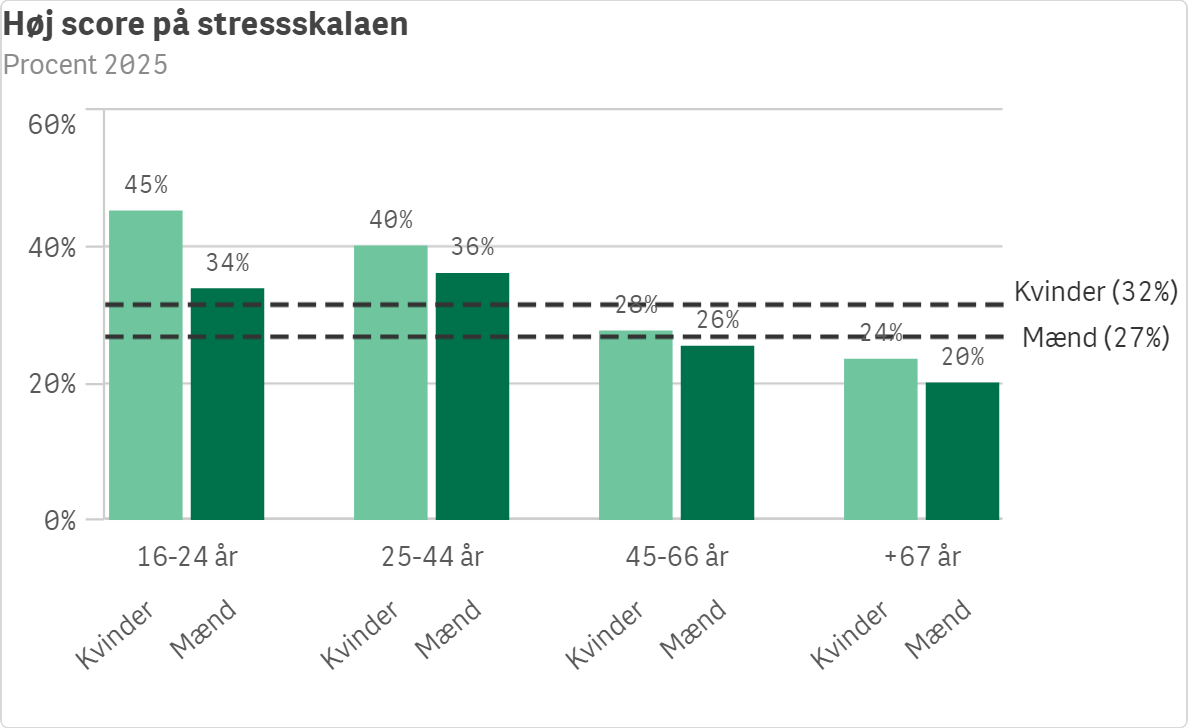 Høj score på stressskalaen
Procent 2025
60%
45%
40%
40%
36%
34%
Kvinder (32%)
28%
26%
Mænd (27%)
24%
20%
20%
0%
16-24 år
25-44 år
45-66 år
+67 år
Kvinder
Mænd
Kvinder
Mænd
Kvinder
Mænd
Kvinder
Mænd